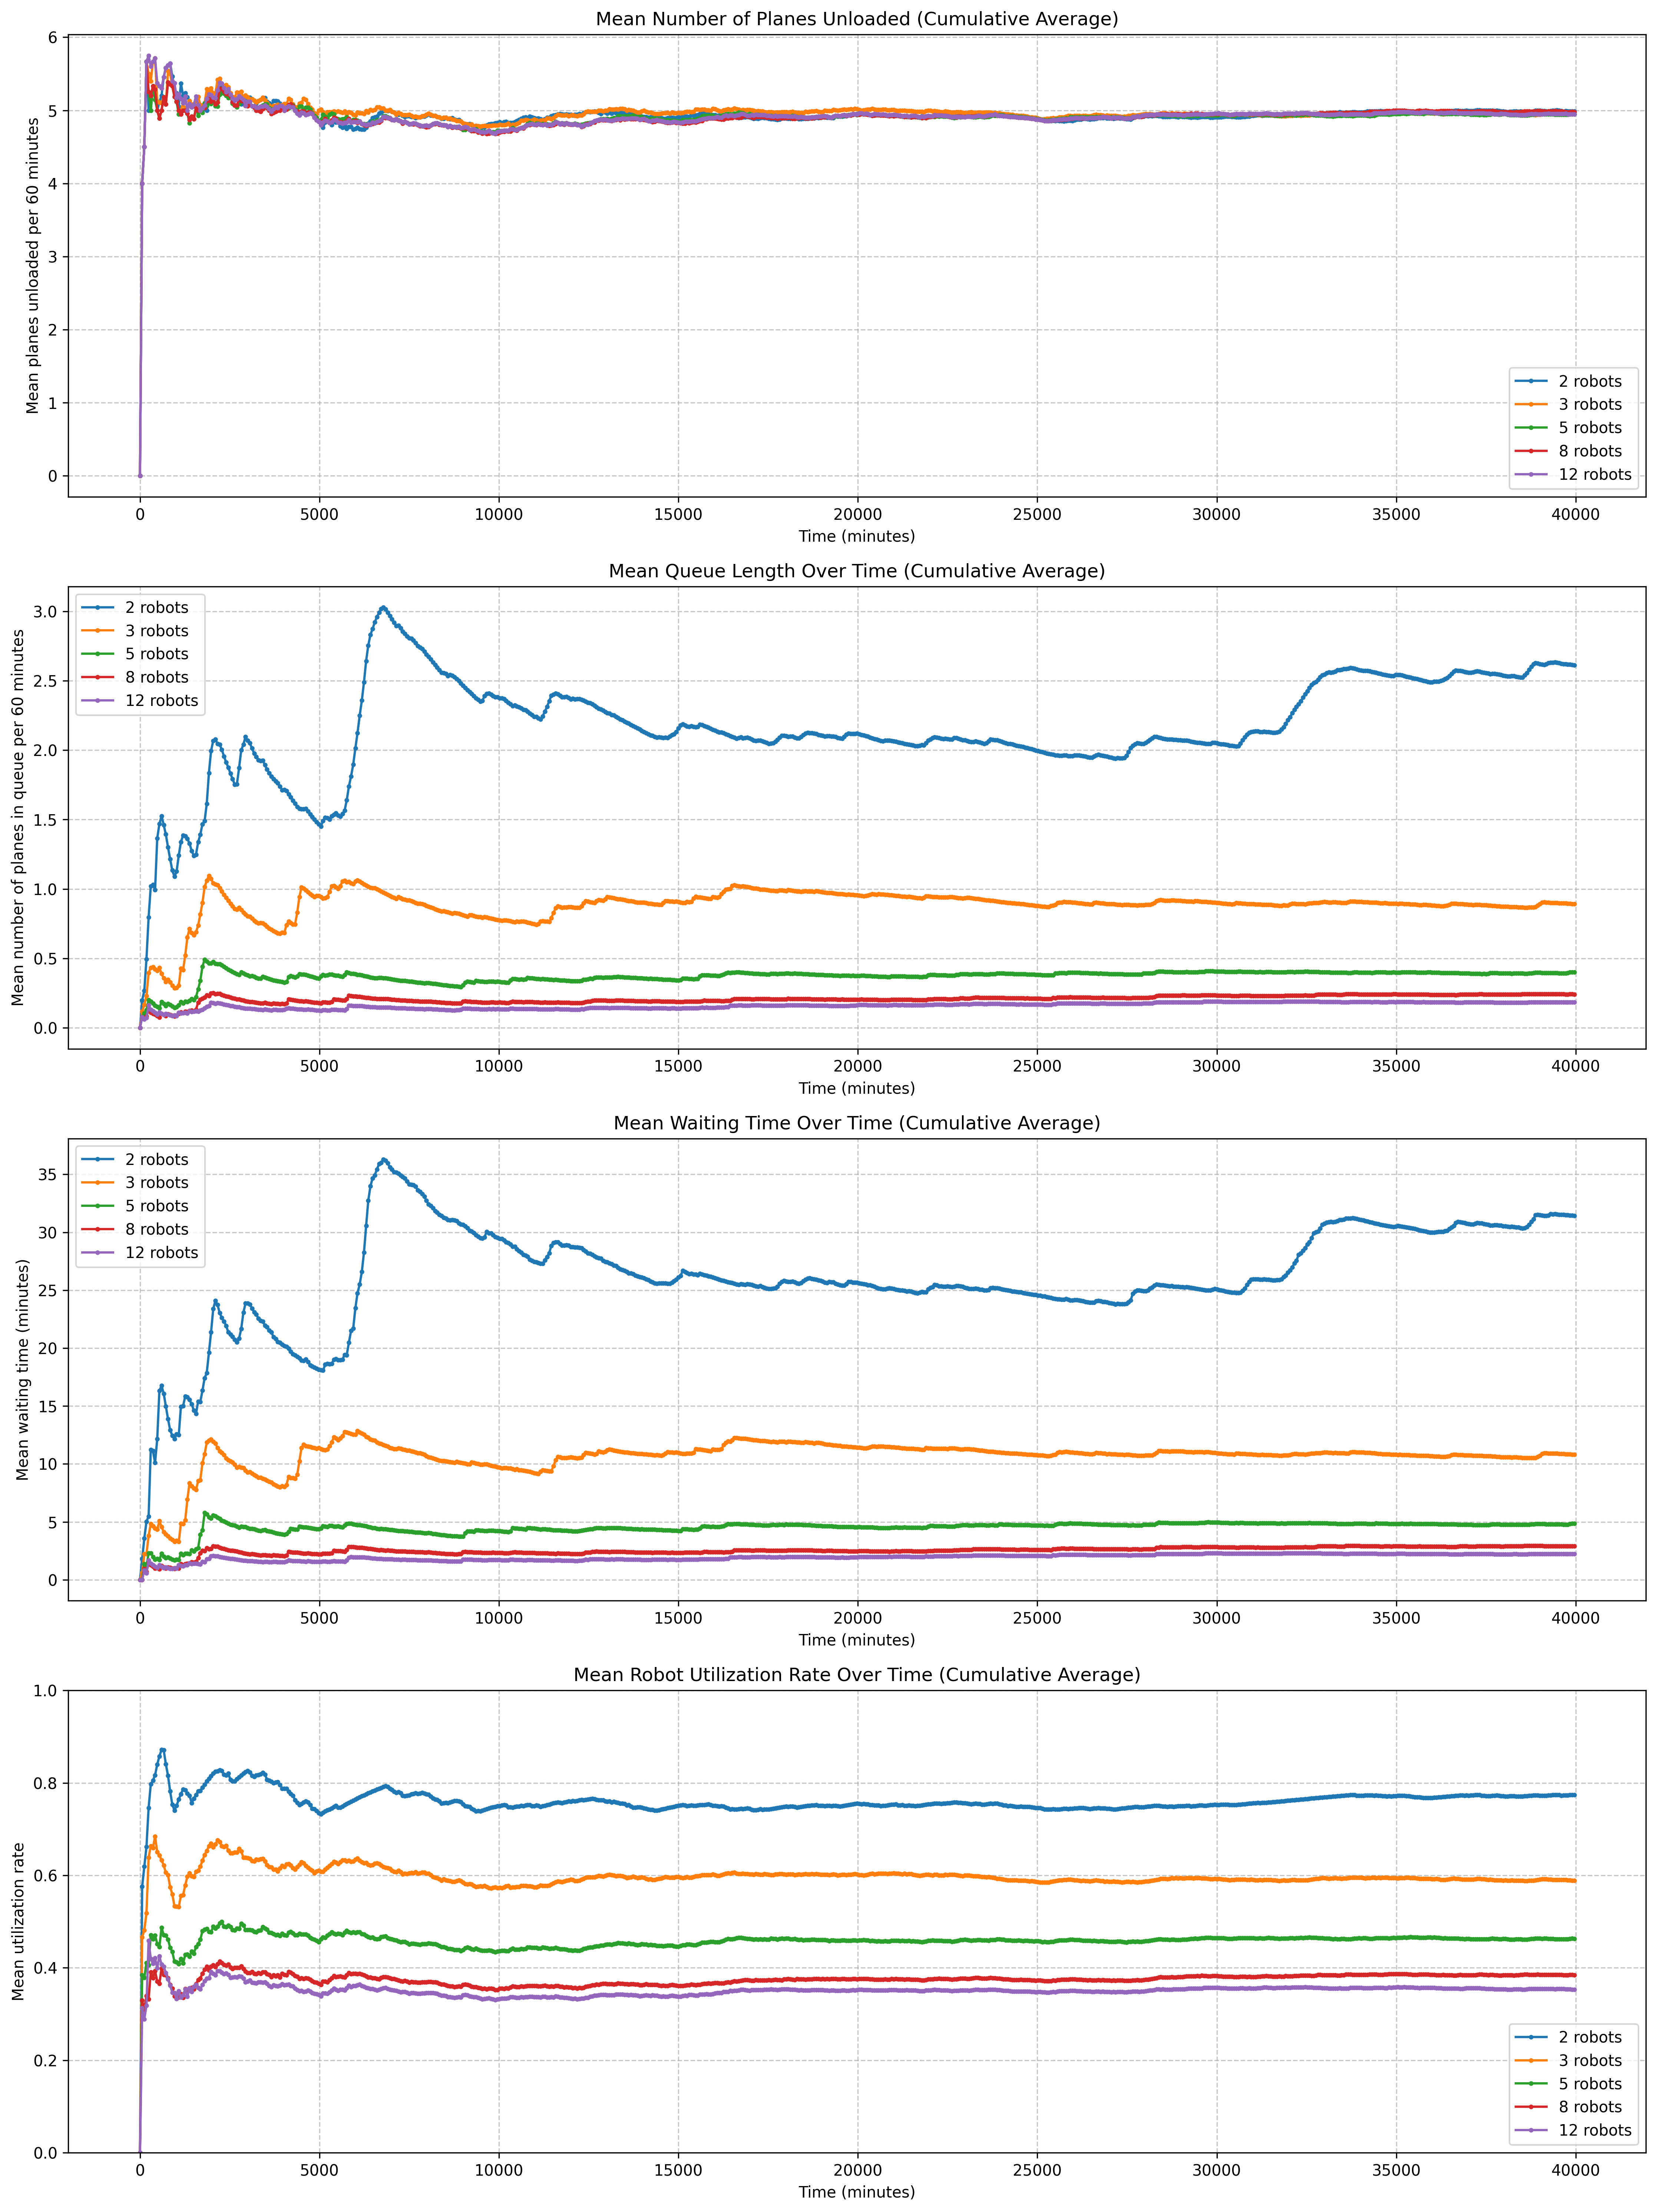 Mean Number of Planes Unloaded (Cumulative Average)
Mean planes unloaded per 60 minutes
6
5
4
3
2
1
0
2 robots
3 robots
5 robots
8 robots
12 robots
0 5000 10000 15000 20000 25000 30000 35000 40000
Time (minutes)
Mean Queue Length Over Time (Cumulative Average)
Mean number of planes in queue per 60 minutes
3.0
2.5
2.0
1.5
1.0
0.5
0.0
2 robots
3 robots
5 robots
8 robots
12 robots
0 5000 10000 15000 20000 25000 30000 35000 40000
Time (minutes)
Mean Waiting Time Over Time (Cumulative Average)
Mean waiting time (minutes)
35
30
25
20
15
10
5
0
2 robots
3 robots
5 robots
8 robots
12 robots
0 5000 10000 15000 20000 25000 30000 35000 40000
Time (minutes)
Mean Robot Utilization Rate Over Time (Cumulative Average)
Mean utilization rate
1.0
0.8
0.6
0.4
0.2
0.0
2 robots
3 robots
5 robots
8 robots
12 robots
0 5000 10000 15000 20000 25000 30000 35000 40000
Time (minutes)